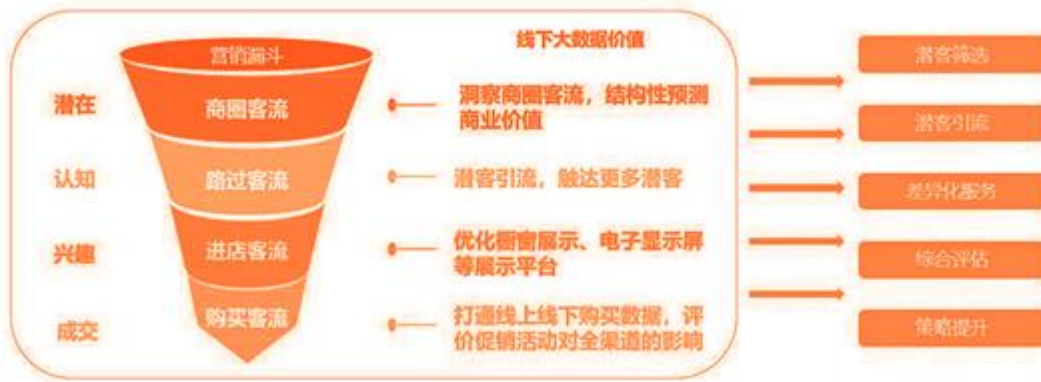 线下大数据价值
营销漏斗
潜在
商圈客流
洞察商圈客流，结构性预测
商业价值
认知
路过客流
潜客引流，触达更多潜客
兴趣
进店客流
优化橱窗展示、电子显示屏
等展示平台
成交
购买客流
打通线上线下购买数据，评
价促销活动对全渠道的影响
潜客筛选
潜客引流
差异化服务
综合评估
策略提升